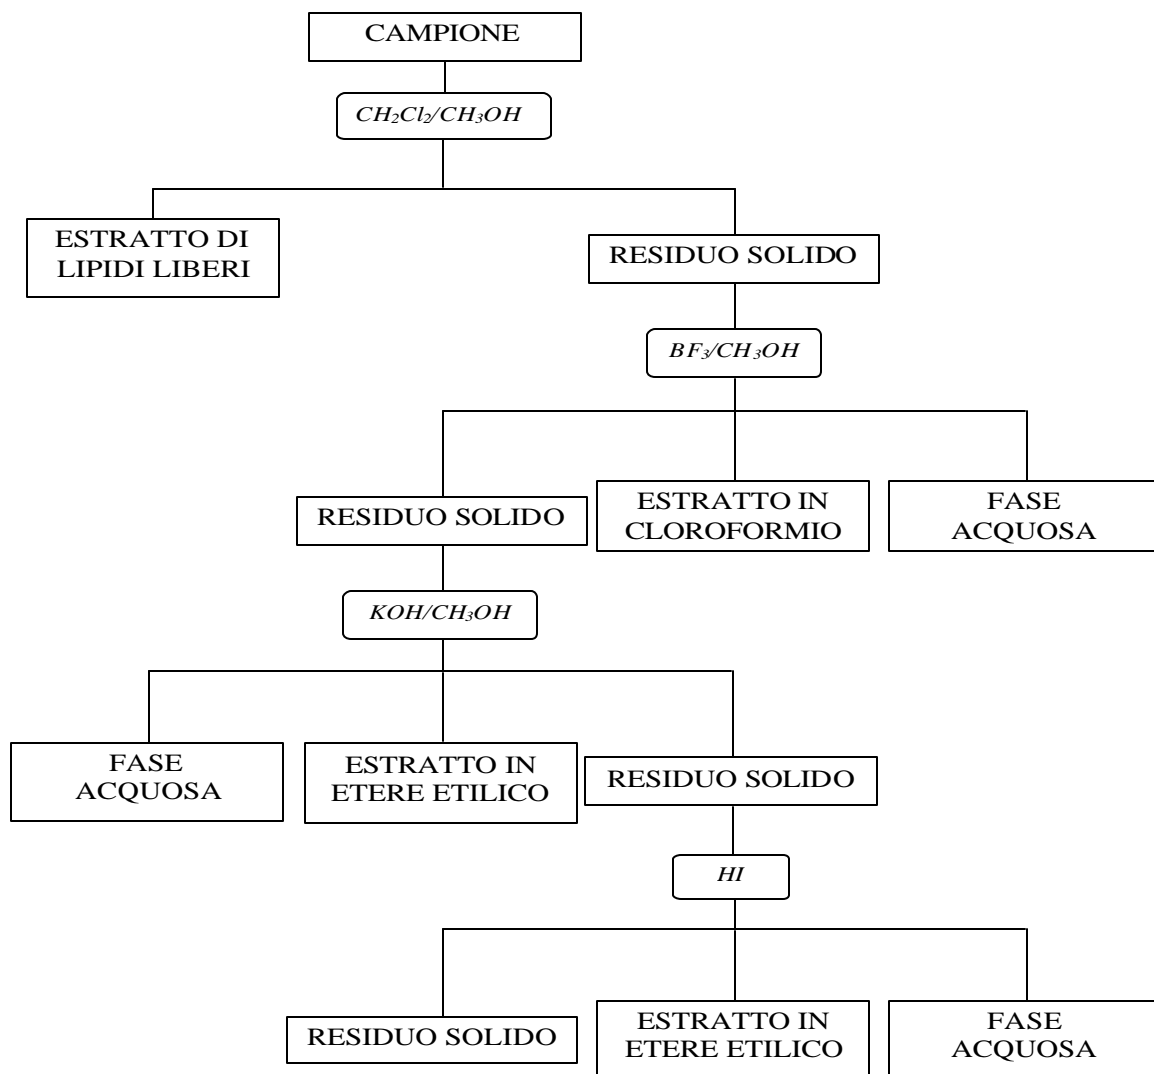 CAMPIONE
CH₂Cl₂/CH₃OH
ESTRATTO DI
LIPIDI LIBERI
RESIDUO SOLIDO
BF₃/CH₃OH
RESIDUO SOLIDO
ESTRATTO IN
CLOROFORMIO
FASE
ACQUOSA
KOH/CH₃OH
FASE
ACQUOSA
ESTRATTO IN
ETERE ETILICO
RESIDUO SOLIDO
HI
RESIDUO SOLIDO
ESTRATTO IN
ETERE ETILICO
FASE
ACQUOSA